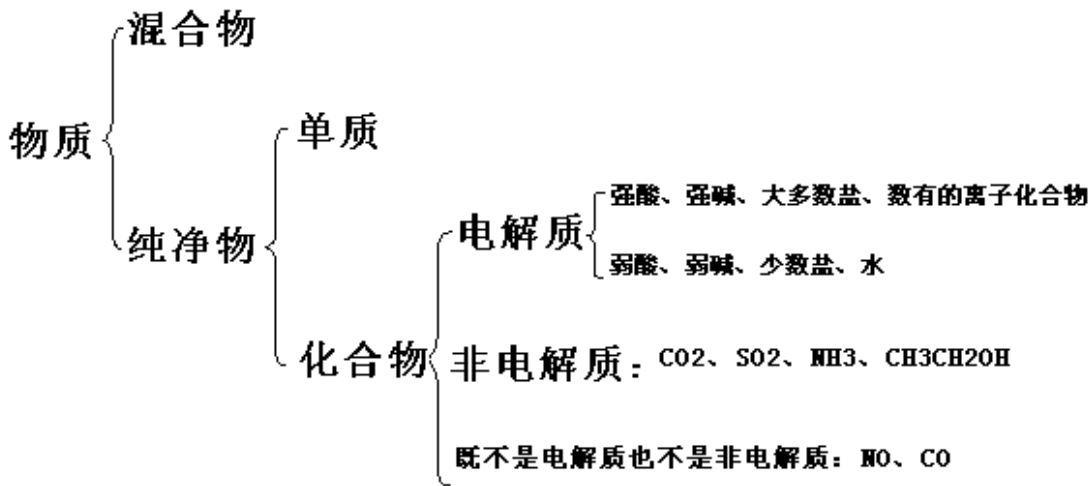 混合物
物质
单质
强酸、强碱、大多数盐、数有的离子化合物
纯净物
电解质
弱酸、弱碱、少数盐、水
化合物
非电解质：CO2、SO2、NH3、CH3CH2OH
既不是电解质也不是非电解质：NO、CO